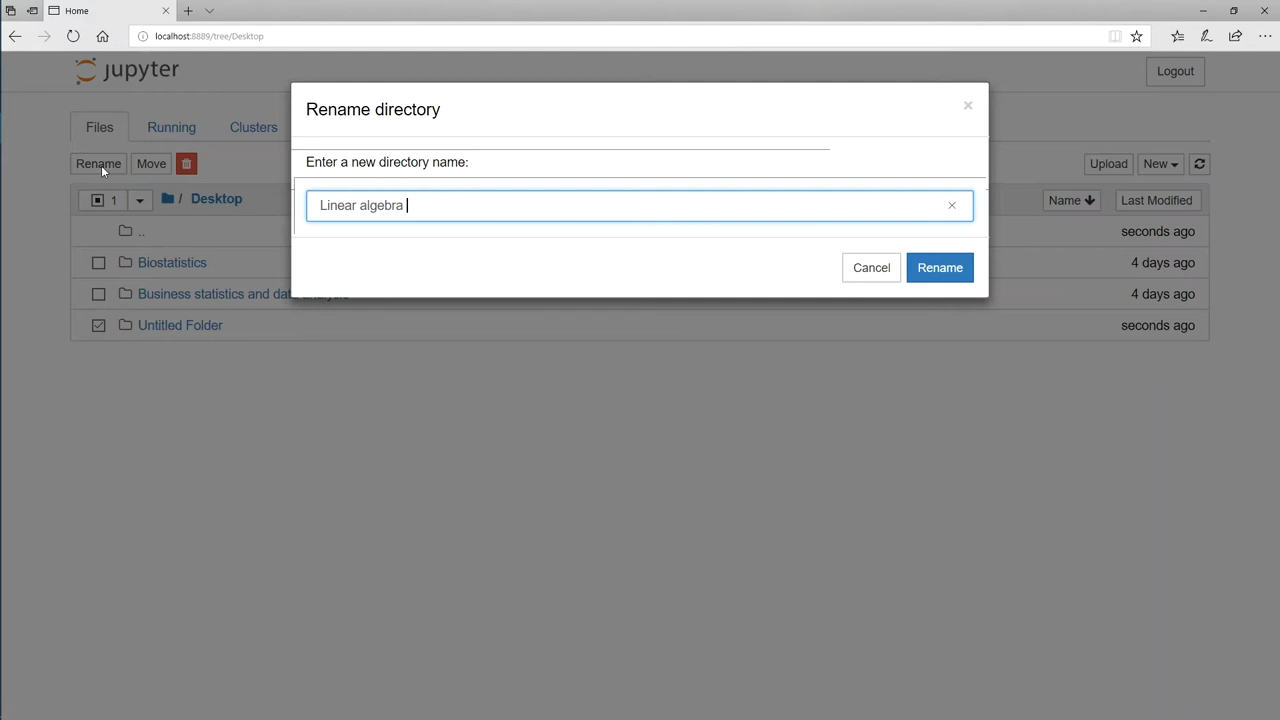 Home
localhost:8889/tree/Desktop
jupyter
Logout
Rename directory
Files Running Clusters
Enter a new directory name:
Rename Move
Upload New
Linear algebra
1 / Desktop
Name Last Modified
..
seconds ago
Cancel Rename
Biostatistics
4 days ago
Business statistics and data analysis
4 days ago
Untitled Folder
seconds ago